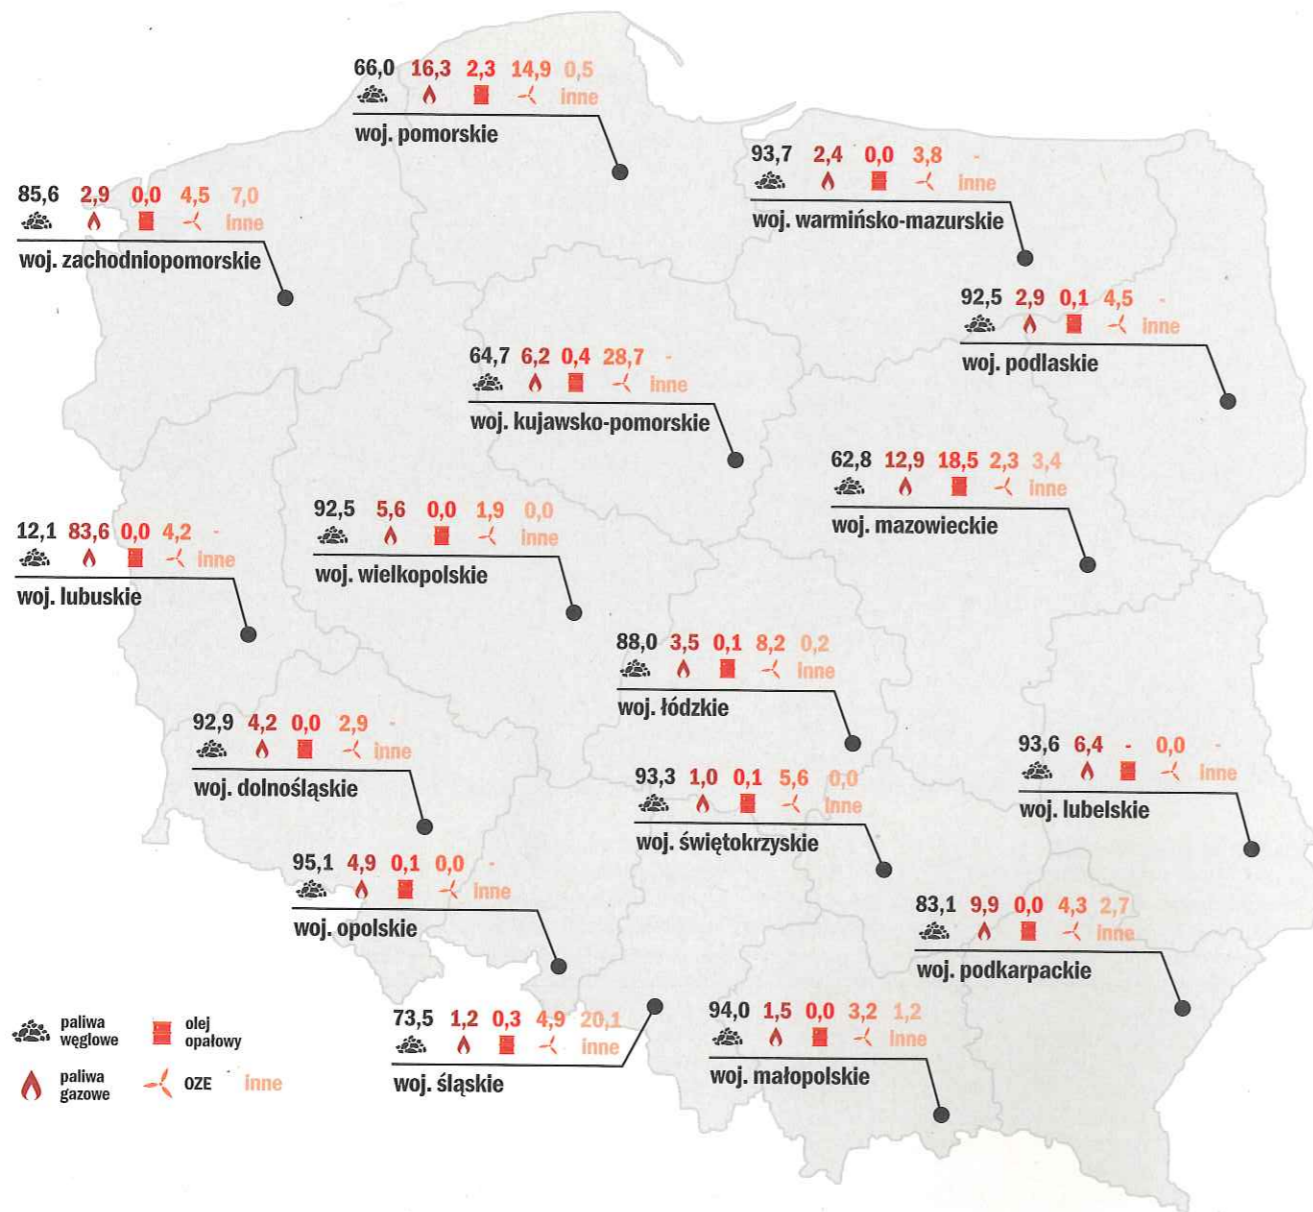 66,0 16,3 2,3 14,9 0,5
inne
woj. pomorskie
93,7 2,4 0,0 3,8 -
inne
woj. warmińsko-mazurskie
85,6 2,9 0,0 4,5 7,0
inne
woj. zachodniopomorskie
92,5 2,9 0,1 4,5 -
inne
woj. podlaskie
64,7 6,2 0,4 28,7 -
inne
woj. kujawsko-pomorskie
62,8 12,9 18,5 2,3 3,4
inne
woj. mazowieckie
12,1 83,6 0,0 4,2 -
inne
woj. lubuskie
92,5 5,6 0,0 1,9 0,0
inne
woj. wielkopolskie
88,0 3,5 0,1 8,2 0,2
inne
woj. łódzkie
92,9 4,2 0,0 2,9 -
inne
woj. dolnośląskie
93,3 1,0 0,1 5,6 0,0
inne
woj. świętokrzyskie
93,6 6,4 - 0,0 -
inne
woj. lubelskie
95,1 4,9 0,1 0,0 -
inne
woj. opolskie
83,1 9,9 0,0 4,3 2,7
inne
woj. podkarpackie
73,5 1,2 0,3 4,9 20,1
inne
woj. śląskie
94,0 1,5 0,0 3,2 1,2
inne
woj. małopolskie
paliwa
węglowe
olej
opałowy
paliwa
gazowe
OZE
inne